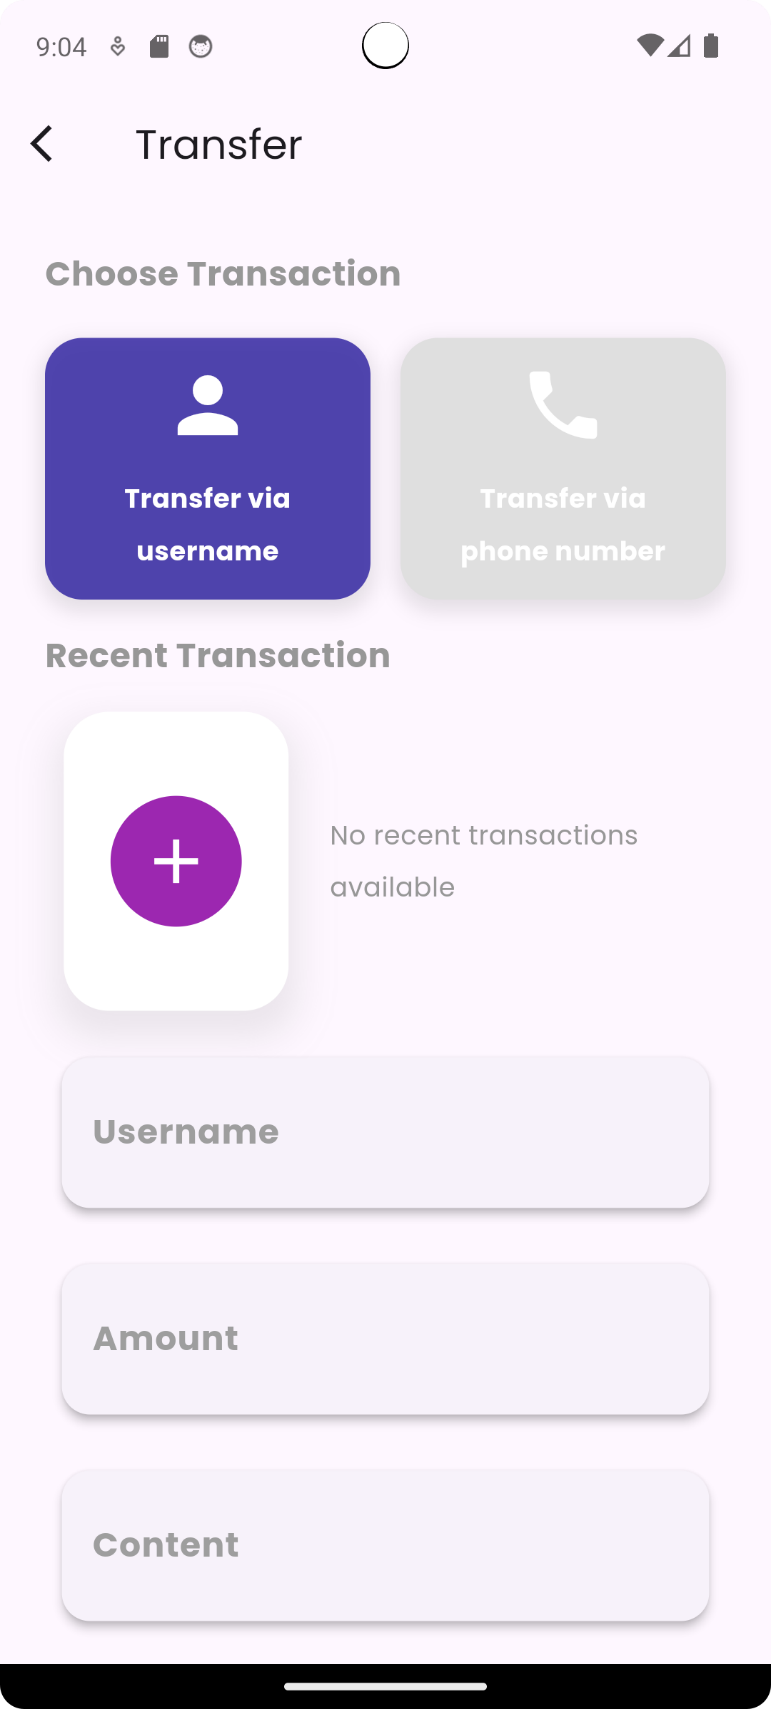 9:04
Transfer
Choose Transaction
Transfer via
username
Transfer via
phone number
Recent Transaction
No recent transactions
available
Username
Amount
Content